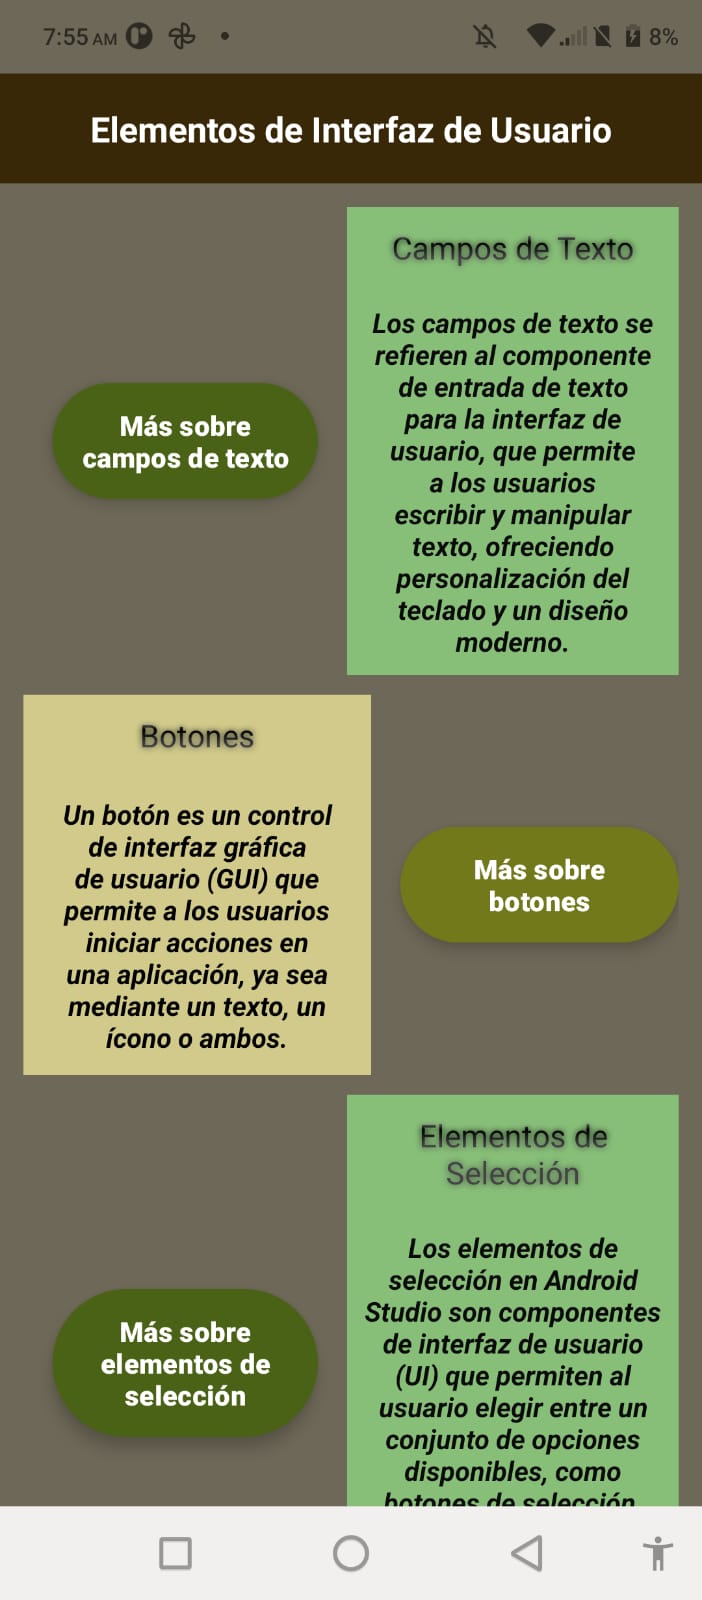 7:55 AM
8%
Elementos de Interfaz de Usuario
Campos de Texto
Los campos de texto se
refieren al componente
de entrada de texto
para la interfaz de
usuario, que permite
a los usuarios
escribir y manipular
texto, ofreciendo
personalización del
teclado y un diseño
moderno.
Más sobre
campos de texto
Botones
Un botón es un control
de interfaz gráfica
de usuario (GUI) que
permite a los usuarios
iniciar acciones en
una aplicación, ya sea
mediante un texto, un
ícono o ambos.
Más sobre
botones
Elementos de
Selección
Los elementos de
selección en Android
Studio son componentes
de interfaz de usuario
(UI) que permiten al
usuario elegir entre un
conjunto de opciones
disponibles, como
botones de selección
Más sobre
elementos de
selección